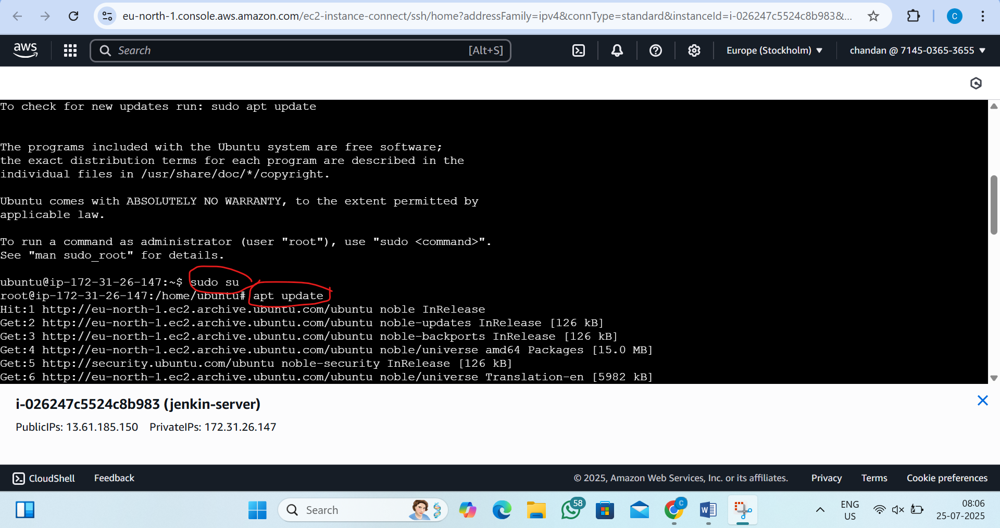 eu-north-1.console.aws.amazon.com/ec2-instance-connect/ssh/home?addressFamily=ipv4&connType=standard&instanceId=i-026247c5524c8b983&...
C
aws
Search
[Alt+S]
Europe (Stockholm)
chandan @ 7145-0365-3655
To check for new updates run: sudo apt update
The programs included with the Ubuntu system are free software;
the exact distribution terms for each program are described in the
individual files in /usr/share/doc/*/copyright.
Ubuntu comes with ABSOLUTELY NO WARRANTY, to the extent permitted by
applicable law.
To run a command as administrator (user "root"), use "sudo <command>".
See "man sudo_root" for details.
ubuntu@ip-172-31-26-147:~$ sudo su
root@ip-172-31-26-147:/home/ubuntu# apt update
Hit:1 http://eu-north-1.ec2.archive.ubuntu.com/ubuntu noble InRelease
Get:2 http://eu-north-1.ec2.archive.ubuntu.com/ubuntu noble-updates InRelease [126 kB]
Get:3 http://eu-north-1.ec2.archive.ubuntu.com/ubuntu noble-backports InRelease [126 kB]
Get:4 http://eu-north-1.ec2.archive.ubuntu.com/ubuntu noble/universe amd64 Packages [15.0 MB]
Get:5 http://security.ubuntu.com/ubuntu noble-security InRelease [126 kB]
Get:6 http://eu-north-1.ec2.archive.ubuntu.com/ubuntu noble/universe Translation-en [5982 kB]
i-026247c5524c8b983 (jenkin-server)
PublicIPs: 13.61.185.150 PrivateIPs: 172.31.26.147
CloudShell
Feedback
© 2025, Amazon Web Services, Inc. or its affiliates.
Privacy
Terms
Cookie preferences
Search
58
C
W
ENG
US
08:06
25-07-2025